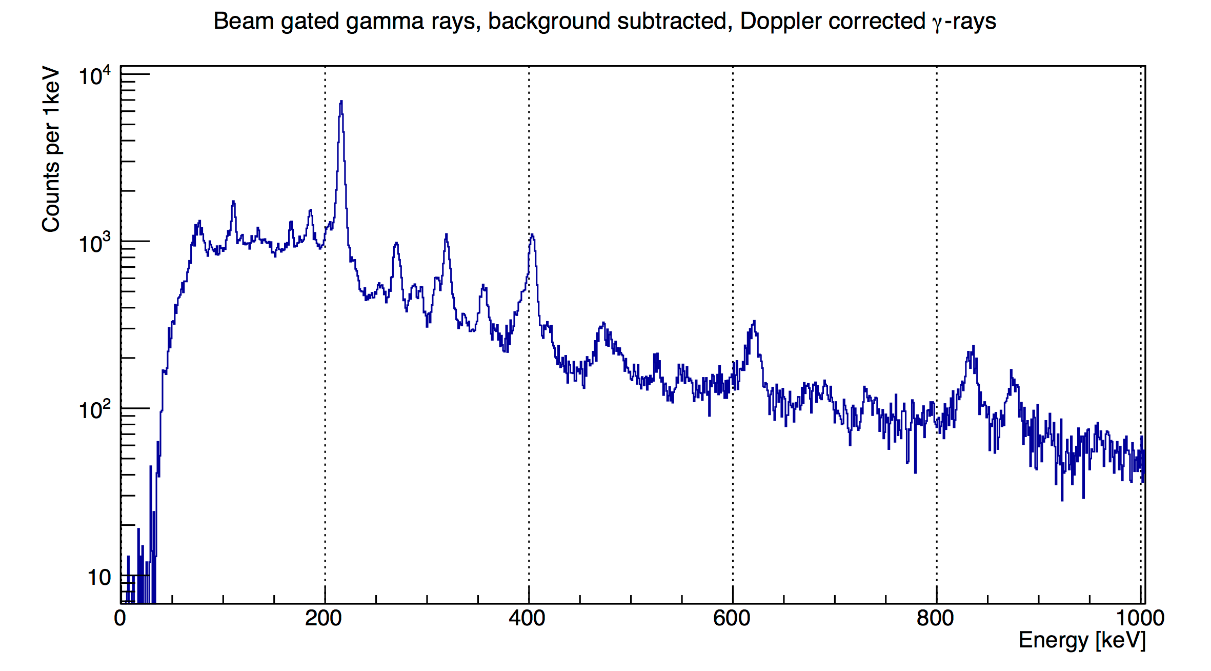 Beam gated gamma rays, background subtracted, Doppler corrected γ-rays
Counts per 1keV
10⁴
10³
10²
10
0 200 400 600 800 1000
Energy [keV]